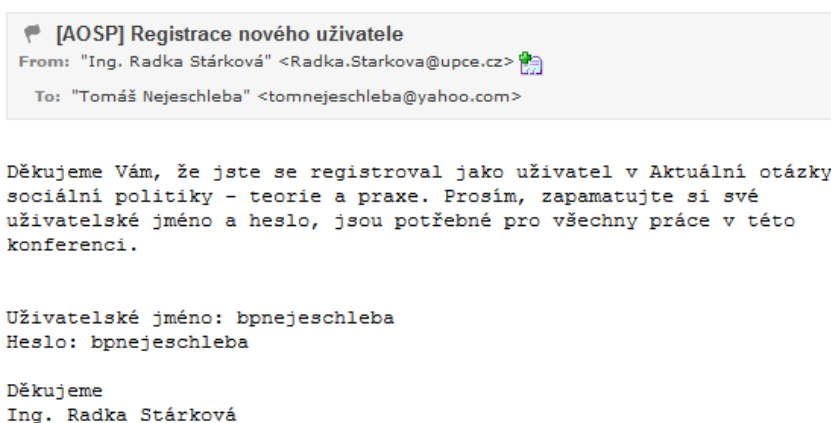 [AOSP] Registrace nového uživatele
From: "Ing. Radka Stárková" <Radka.Starkova@upce.cz>
To: "Tomáš Nejeschleba" <tomnejeschleba@yahoo.com>
Děkujeme Vám, že jste se registroval jako uživatel v Aktuální otázky
sociální politiky - teorie a praxe. Prosím, zapamatujte si své
uživatelské jméno a heslo, jsou potřebné pro všechny práce v této
konferenci.
Uživatelské jméno: bpnejeschleba
Heslo: bpnejeschleba
Děkujeme
Ing. Radka Stárková